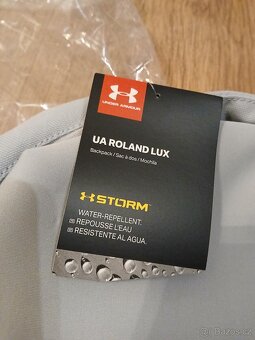 UNDER ARMOUR
UA ROLAND LUX
Backpack / Sac à dos / Mochila
STORM
WATER-REPELLENT
REPOUSSE L'EAU
RESISTENTE AL AGUA.